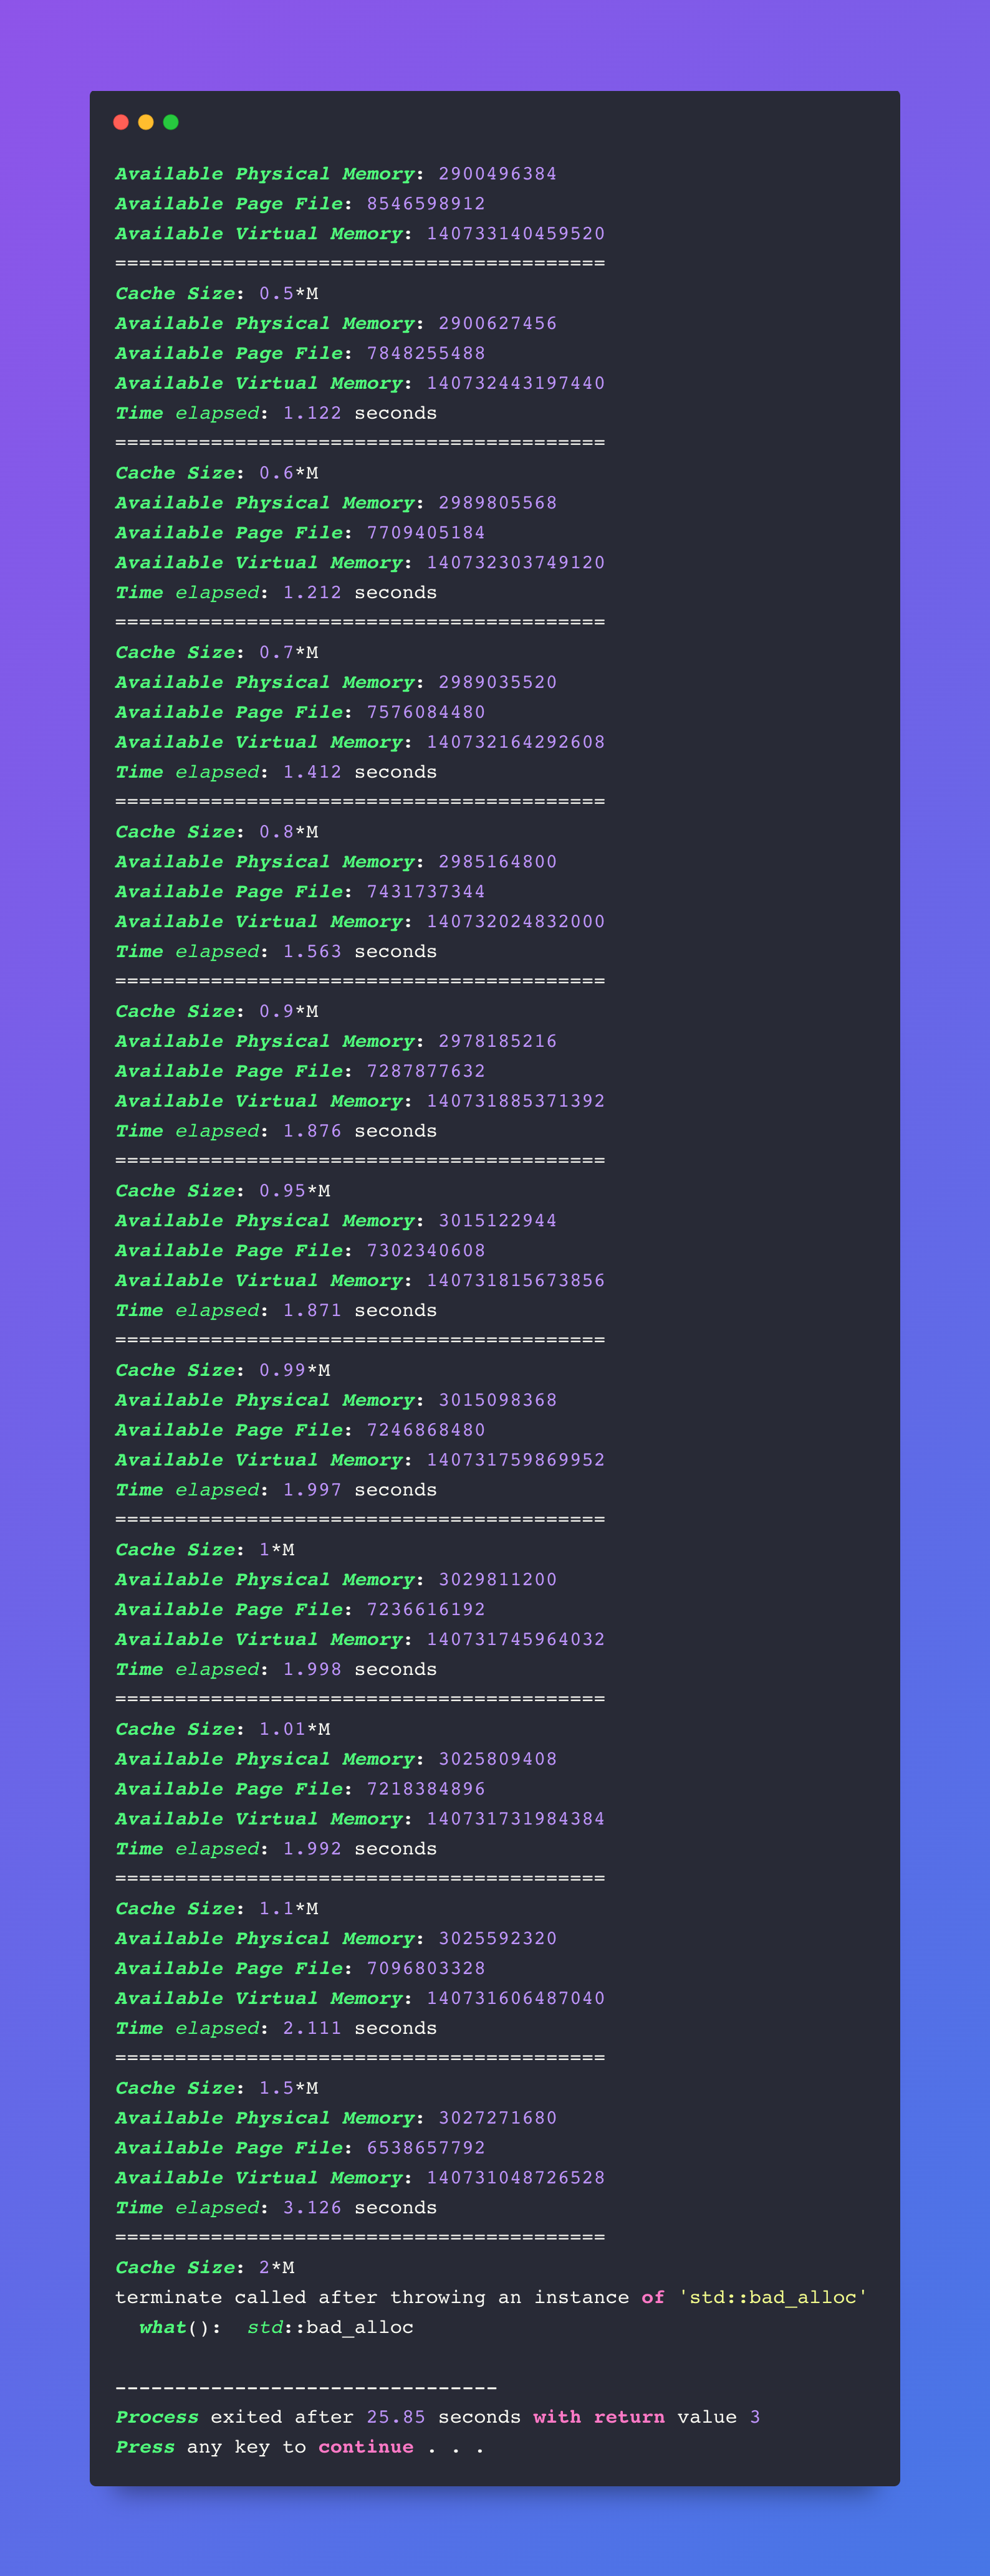 Available Physical Memory: 2900496384
Available Page File: 8546598912
Available Virtual Memory: 140733140459520
=========================================
Cache Size: 0.5*M
Available Physical Memory: 2900627456
Available Page File: 7848255488
Available Virtual Memory: 140732443197440
Time elapsed: 1.122 seconds
=========================================
Cache Size: 0.6*M
Available Physical Memory: 2989805568
Available Page File: 7709405184
Available Virtual Memory: 140732303749120
Time elapsed: 1.212 seconds
=========================================
Cache Size: 0.7*M
Available Physical Memory: 2989035520
Available Page File: 7576084480
Available Virtual Memory: 140732164292608
Time elapsed: 1.412 seconds
=========================================
Cache Size: 0.8*M
Available Physical Memory: 2985164800
Available Page File: 7431737344
Available Virtual Memory: 140732024832000
Time elapsed: 1.563 seconds
=========================================
Cache Size: 0.9*M
Available Physical Memory: 2978185216
Available Page File: 7287877632
Available Virtual Memory: 140731885371392
Time elapsed: 1.876 seconds
=========================================
Cache Size: 0.95*M
Available Physical Memory: 3015122944
Available Page File: 7302340608
Available Virtual Memory: 140731815673856
Time elapsed: 1.871 seconds
=========================================
Cache Size: 0.99*M
Available Physical Memory: 3015098368
Available Page File: 7246868480
Available Virtual Memory: 140731759869952
Time elapsed: 1.997 seconds
=========================================
Cache Size: 1*M
Available Physical Memory: 3029811200
Available Page File: 7236616192
Available Virtual Memory: 140731745964032
Time elapsed: 1.998 seconds
=========================================
Cache Size: 1.01*M
Available Physical Memory: 3025809408
Available Page File: 7218384896
Available Virtual Memory: 140731731984384
Time elapsed: 1.992 seconds
=========================================
Cache Size: 1.1*M
Available Physical Memory: 3025592320
Available Page File: 7096803328
Available Virtual Memory: 140731606487040
Time elapsed: 2.111 seconds
=========================================
Cache Size: 1.5*M
Available Physical Memory: 3027271680
Available Page File: 6538657792
Available Virtual Memory: 140731048726528
Time elapsed: 3.126 seconds
=========================================
Cache Size: 2*M
terminate called after throwing an instance of 'std::bad_alloc'
  what():  std::bad_alloc
--------------------------------
Process exited after 25.85 seconds with return value 3
Press any key to continue . . .